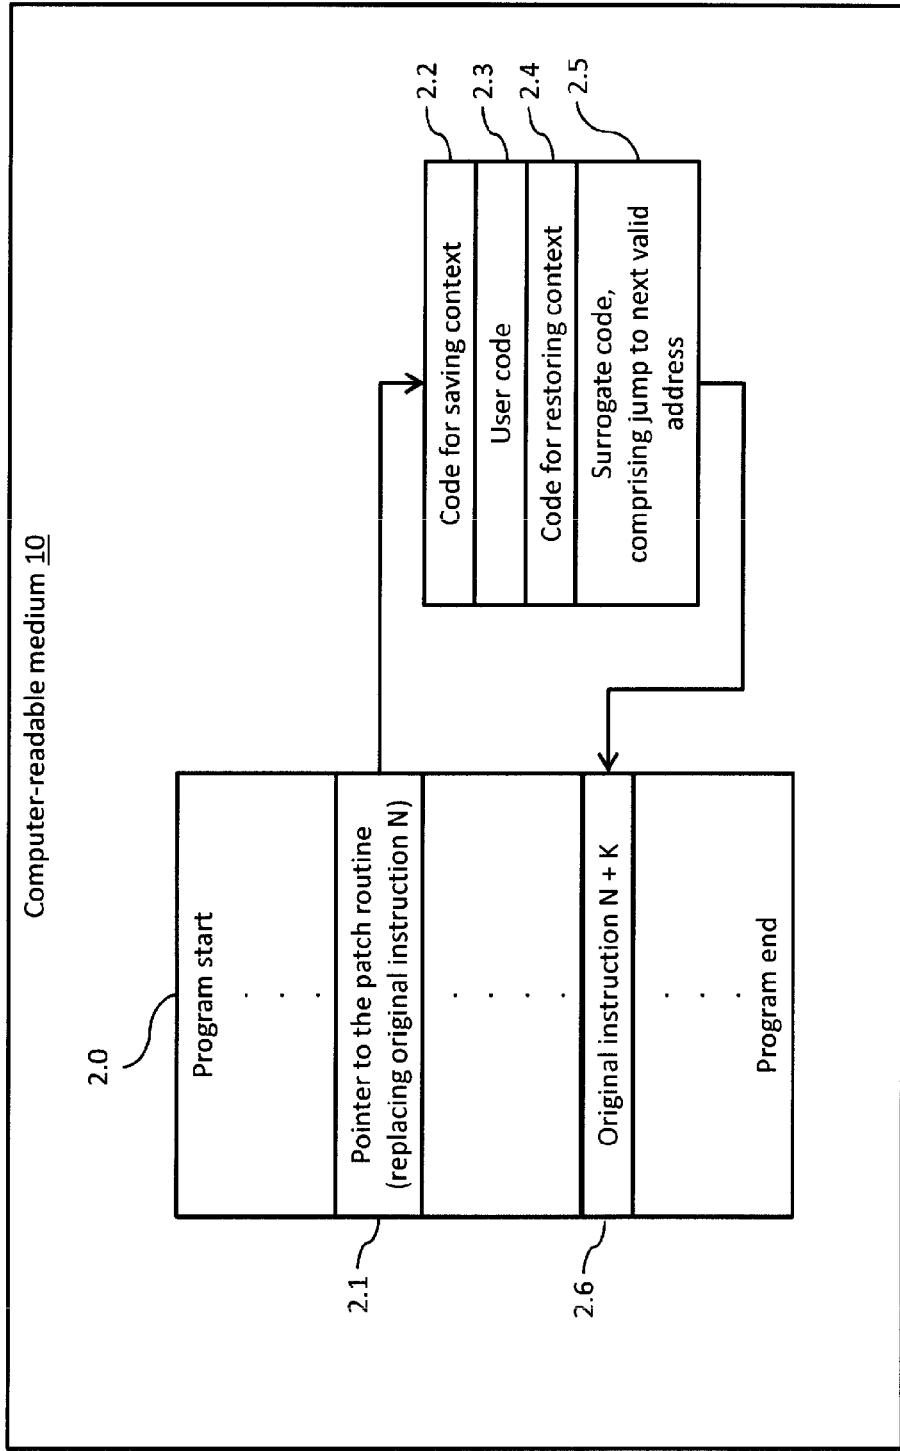 Computer-readable medium 10
2.0
Program start
. . .
2.1
Pointer to the patch routine
(replacing original instruction N)
. . . .
2.6
Original instruction N + K
. . .
Program end
Code for saving context
2.2
User code
2.3
Code for restoring context
2.4
Surrogate code,
comprising jump to next valid
address
2.5